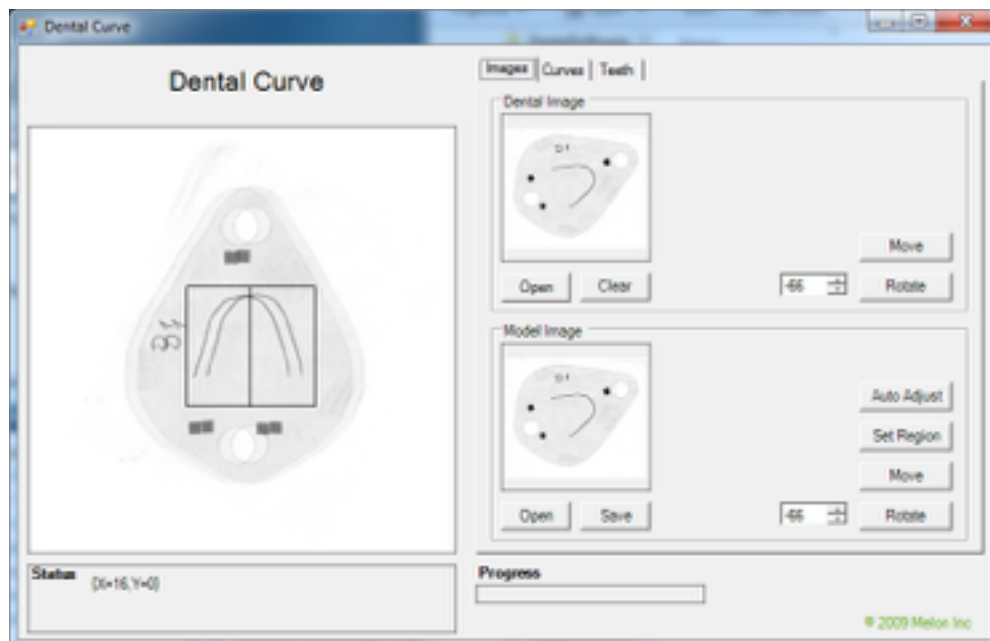 Dental Curve
Dental Curve
Images Curves Teeth
Dental Image
Move
Open Clear -66 Rotate
Model Image
Auto Adjust
Set Region
Move
Open Save -66 Rotate
Status {X=16,Y=0}
Progress
© 2009 Melon Inc